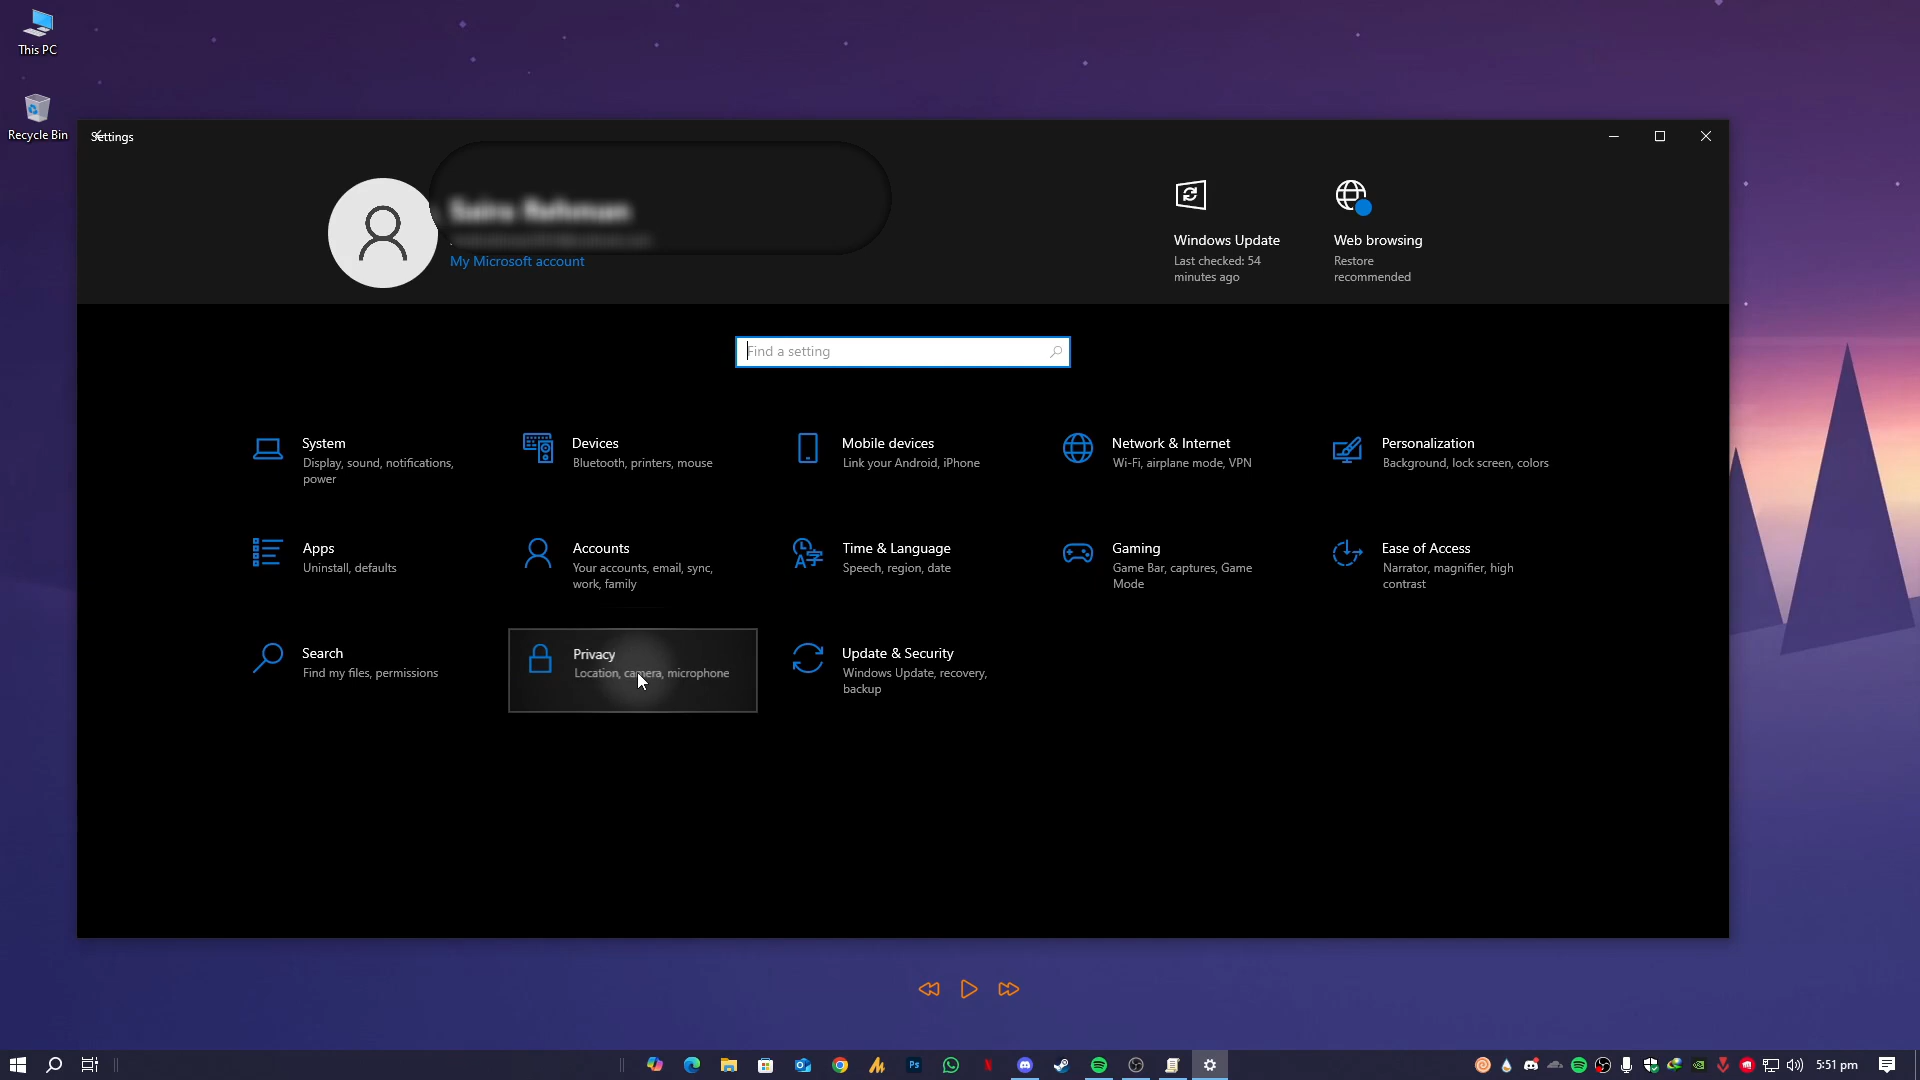 This PC
Recycle Bin
Settings
My Microsoft account
Windows Update
Last checked: 54
minutes ago
Web browsing
Restore
recommended
Find a setting
System
Display, sound, notifications,
power
Devices
Bluetooth, printers, mouse
Mobile devices
Link your Android, iPhone
Network & Internet
Wi-Fi, airplane mode, VPN
Personalization
Background, lock screen, colors
Apps
Uninstall, defaults
Accounts
Your accounts, email, sync,
work, family
Time & Language
Speech, region, date
Gaming
Game Bar, captures, Game
Mode
Ease of Access
Narrator, magnifier, high
contrast
Search
Find my files, permissions
Privacy
Location, camera, microphone
Update & Security
Windows Update, recovery,
backup
Ps
5:51 pm